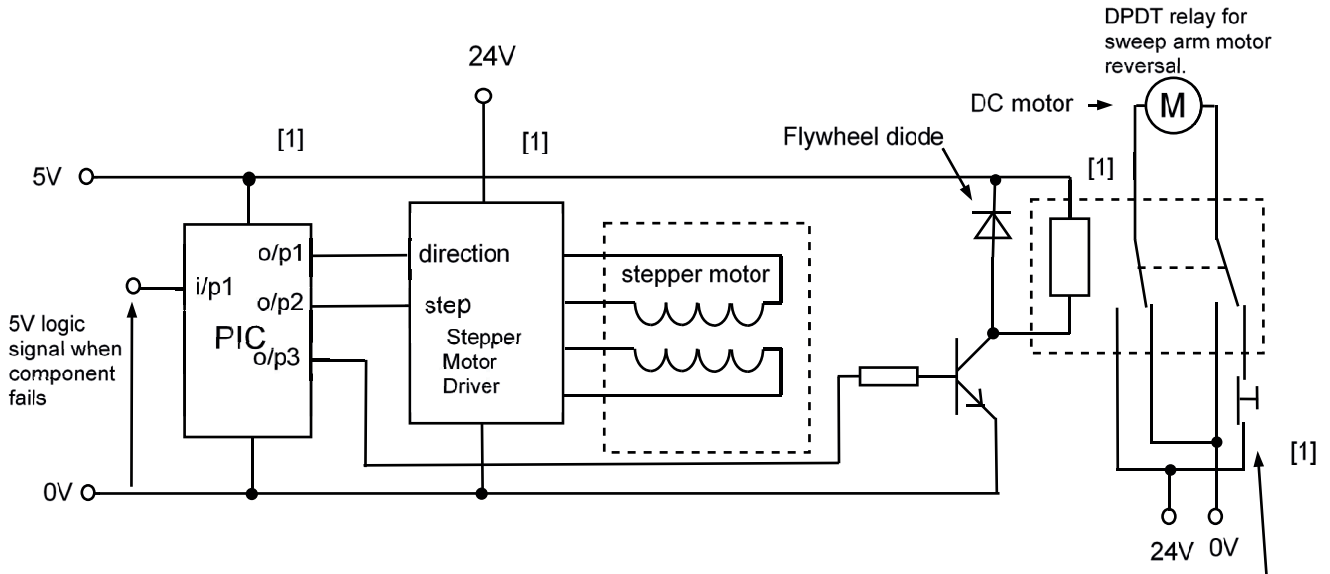 DPDT relay for
sweep arm motor
reversal.
24V
DC motor
M
[1]
[1]
Flywheel diode
5V
[1]
o/p1
direction
i/p1
stepper motor
o/p2
step
5V logic
signal when
component
fails
PIC
o/p3
Stepper
Motor
Driver
[1]
0V
24V
0V